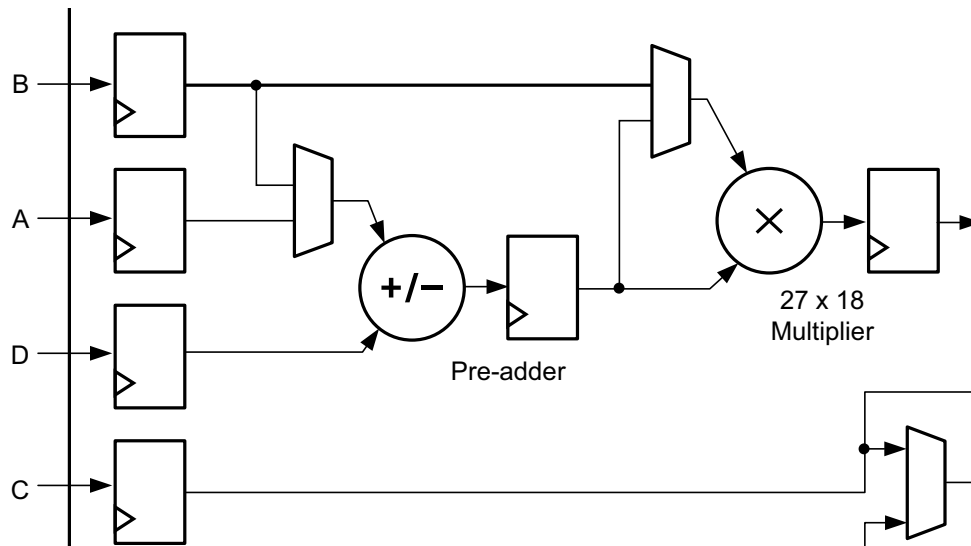 B
A
+/−
×
27 x 18
Multiplier
D
Pre-adder
C